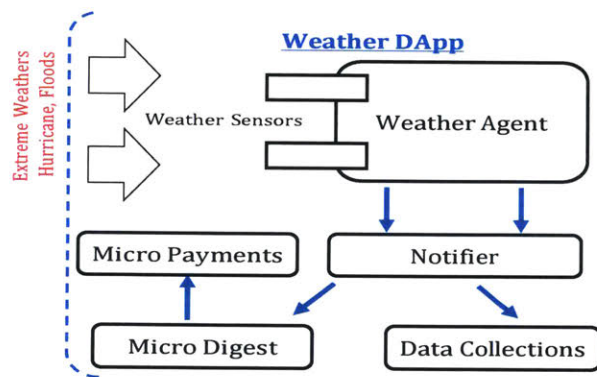 Weather DApp
Extreme Weathers
Hurricane, Floods
Weather Sensors
Weather Agent
Micro Payments
Notifier
Micro Digest
Data Collections